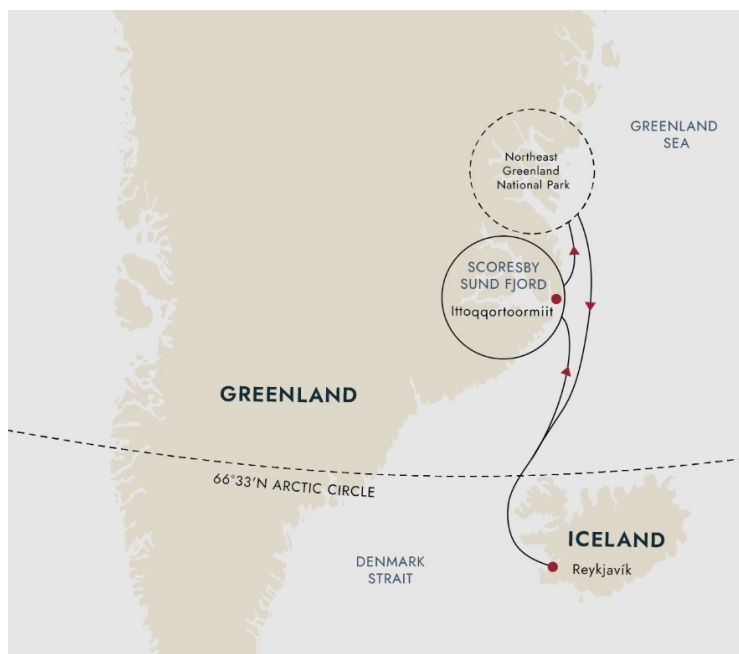 GREENLAND
SEA
Northeast
Greenland
National Park
SCORESBY
SUND FJORD
Ittoqqortoormiit
GREENLAND
66°33'N ARCTIC CIRCLE
ICELAND
DENMARK
STRAIT
Reykjavík